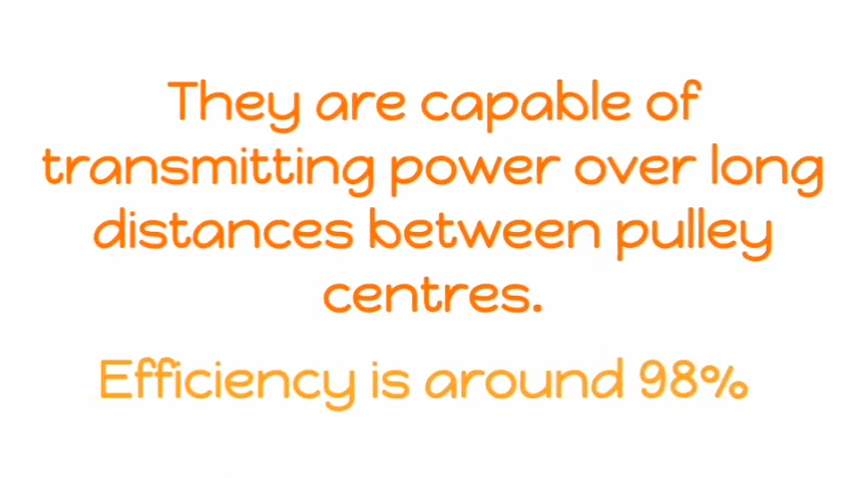 They are capable of
transmitting power over long
distances between pulley
centres.
Efficiency is around 98%